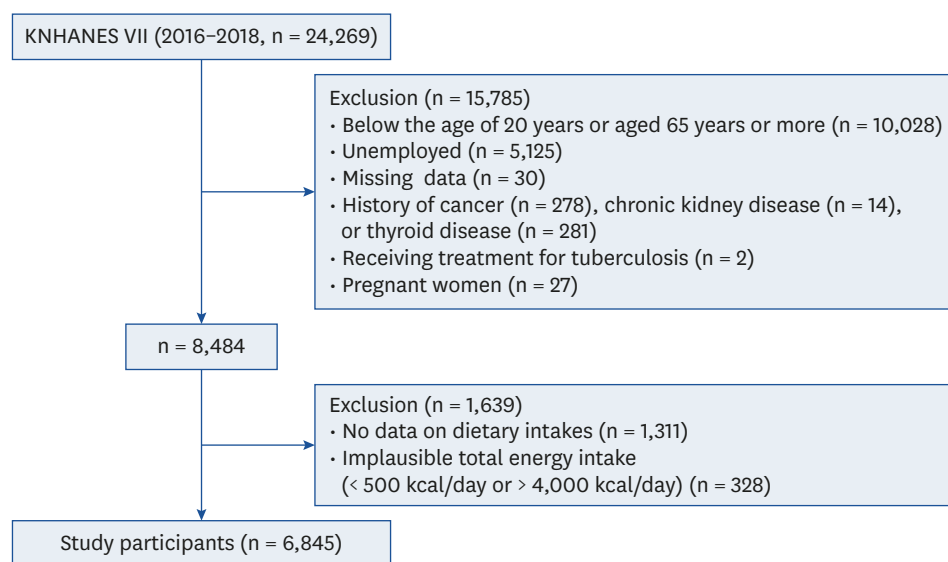 KNHANES VII (2016–2018, n = 24,269)
Exclusion (n = 15,785)
· Below the age of 20 years or aged 65 years or more (n = 10,028)
· Unemployed (n = 5,125)
· Missing data (n = 30)
· History of cancer (n = 278), chronic kidney disease (n = 14),
or thyroid disease (n = 281)
· Receiving treatment for tuberculosis (n = 2)
· Pregnant women (n = 27)
n = 8,484
Exclusion (n = 1,639)
· No data on dietary intakes (n = 1,311)
· Implausible total energy intake
(< 500 kcal/day or > 4,000 kcal/day) (n = 328)
Study participants (n = 6,845)